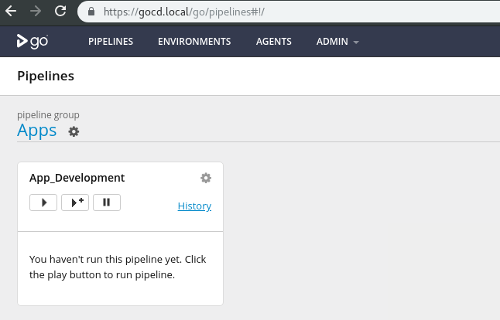 https://gocd.local/go/pipelines#!/
go PIPELINES ENVIRONMENTS AGENTS ADMIN
Pipelines
pipeline group
Apps
App_Development
History
You haven't run this pipeline yet. Click
the play button to run pipeline.